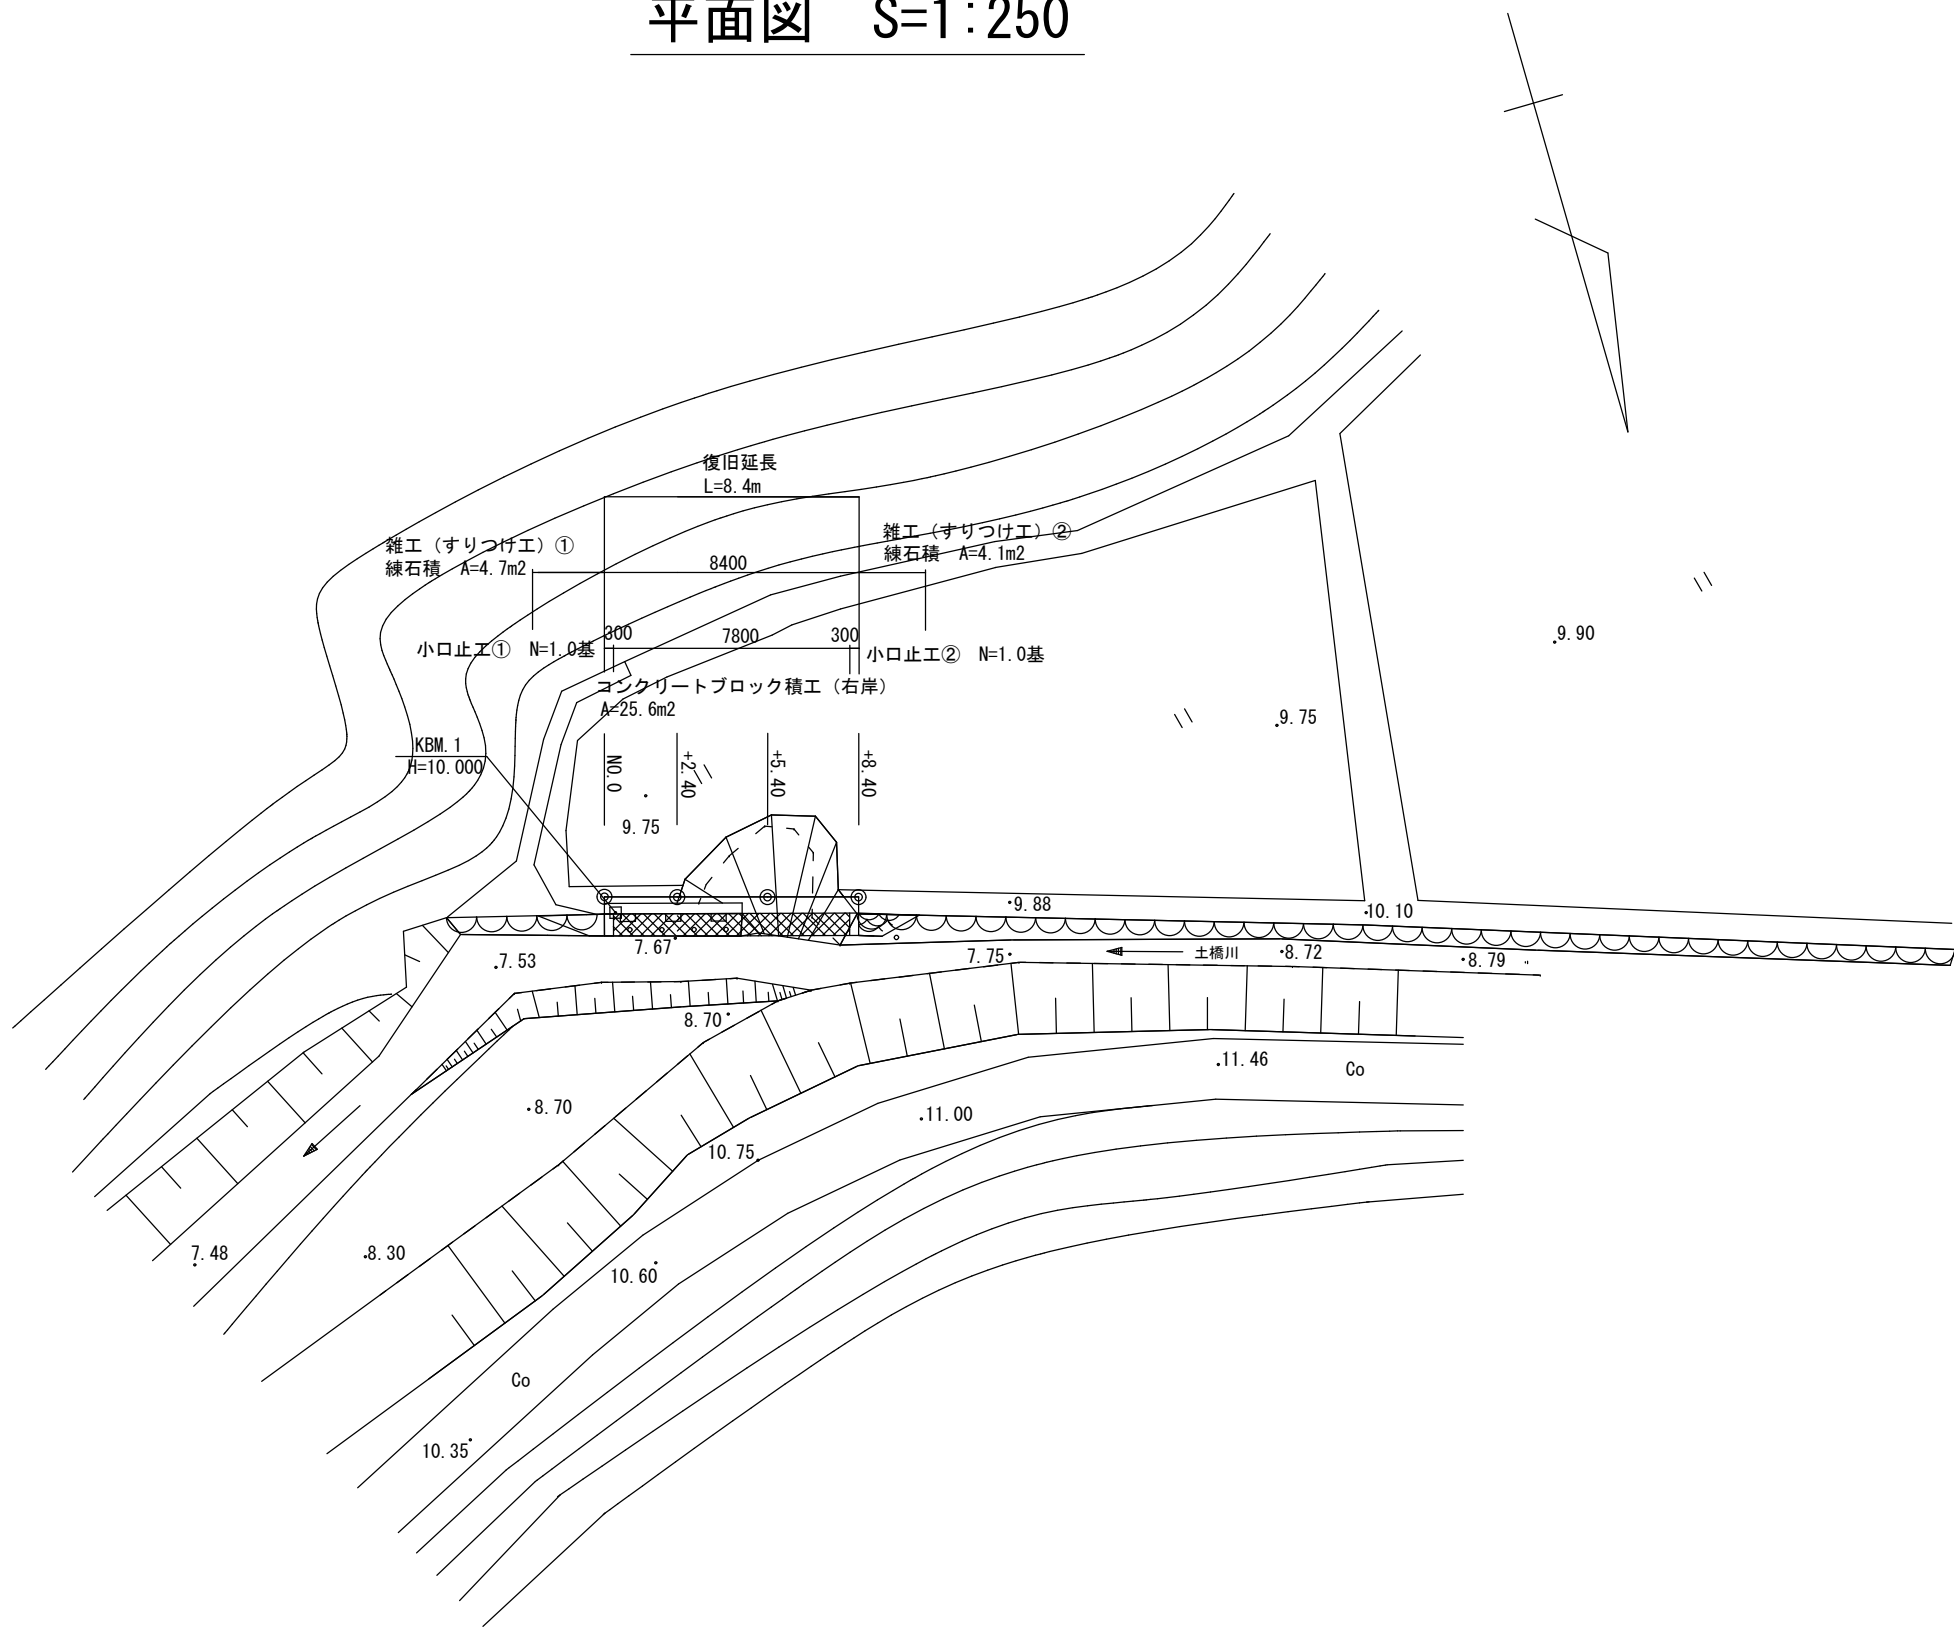 平面図　S=1:250
復旧延長
L=8.4m
雑工（すりつけ工）①
練石積　A=4.7m2
雑工（すりつけ工）②
練石積　A=4.1m2
8400
300
7800
300
小口止工①　N=1.0基
小口止工②　N=1.0基
コンクリートブロック積工（右岸）
A=25.6m2
KBM.1
H=10.000
NO.0
+2.40
+5.40
+8.40
9.75
9.90
9.75
9.88
10.10
7.67
7.53
7.75
土橋川
8.72
8.79
8.70
11.46
Co
8.70
11.00
10.75
7.48
8.30
10.60
Co
10.35